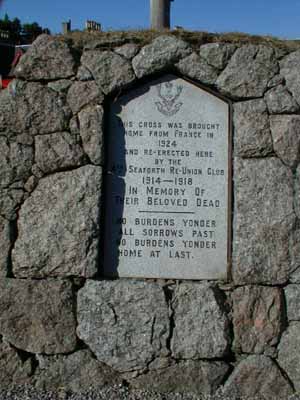 THIS CROSS WAS BROUGHT
HOME FROM FRANCE IN
1924
AND RE-ERECTED HERE
BY THE
4TH SEAFORTH RE-UNION CLUB
1914–1918
IN MEMORY OF
THEIR BELOVED DEAD
NO BURDENS YONDER
ALL SORROWS PAST
NO BURDENS YONDER
HOME AT LAST.